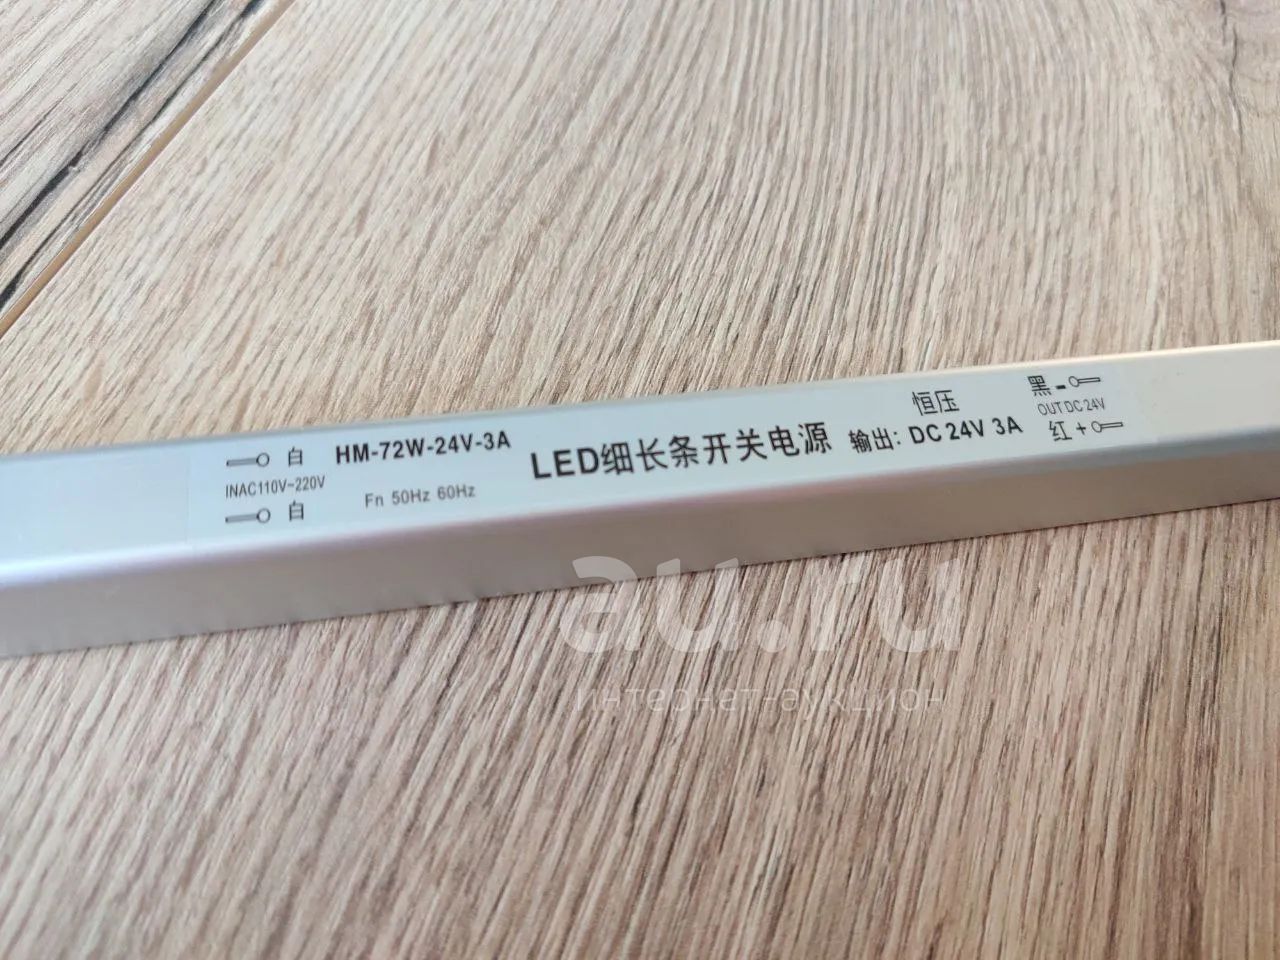 白
INAC110V-220V
白
HM-72W-24V-3A
Fn 50Hz 60Hz
LED细长条开关电源
恒压
输出: DC 24V 3A
黑 -
OUT DC 24V
红 +
au.ru
интернет-аукцион